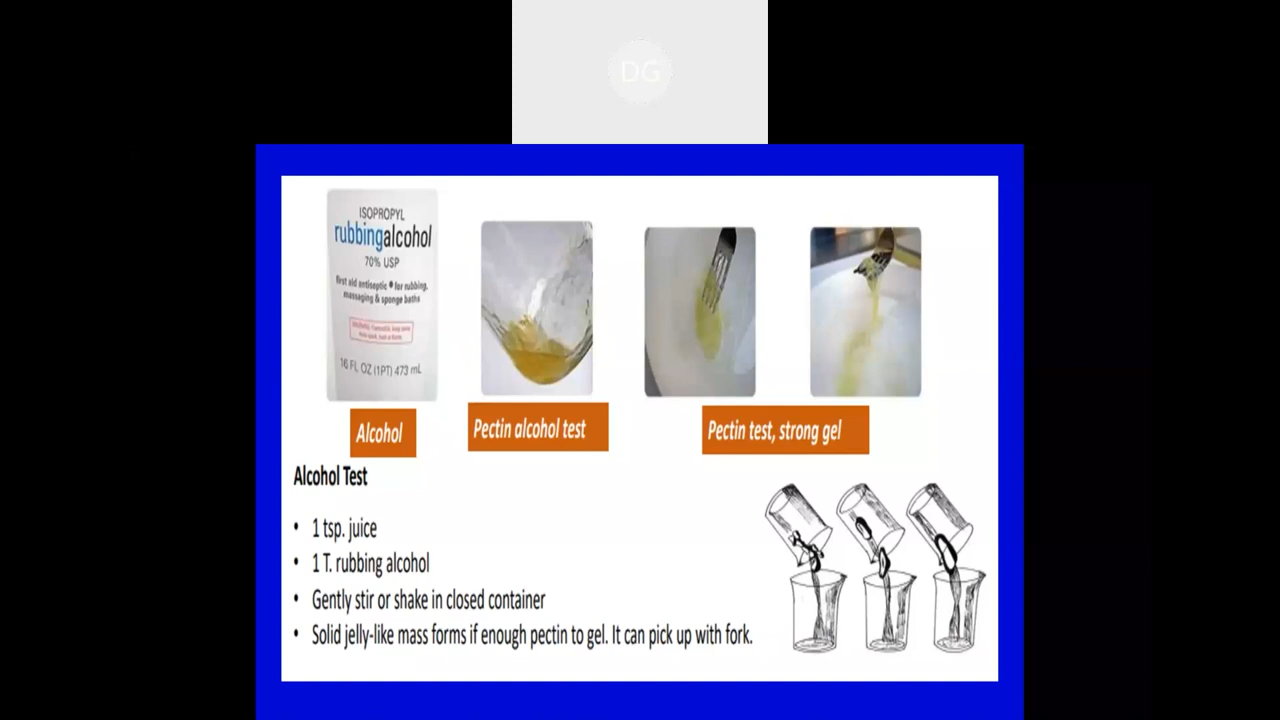 DG
ISOPROPYL
rubbingalcohol
70% USP
first aid antiseptic • for rubbing,
massaging & sponge baths
16 FL OZ (1PT) 473 mL
Alcohol
Pectin alcohol test
Pectin test, strong gel
Alcohol Test
• 1 tsp. juice
• 1 T. rubbing alcohol
• Gently stir or shake in closed container
• Solid jelly-like mass forms if enough pectin to gel. It can pick up with fork.